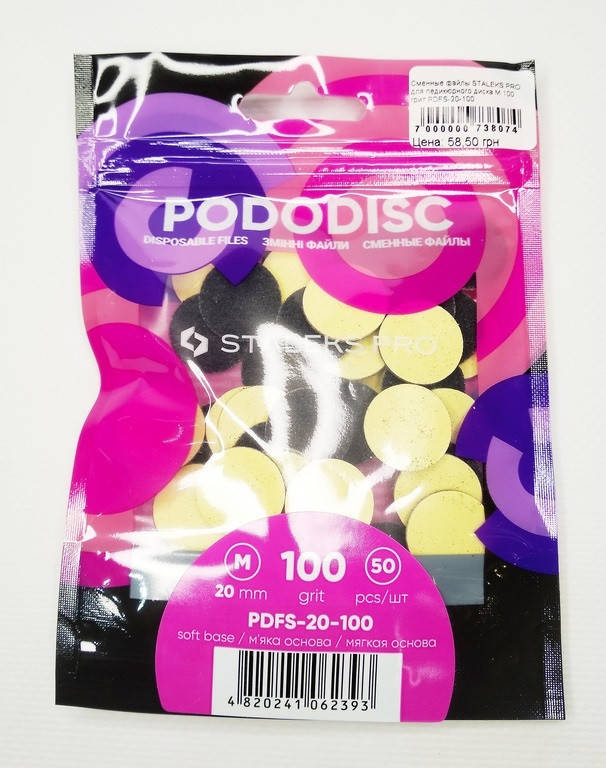 Сменные файлы STALEKS PRO
для педикюрного диска M 100
грит PDFS-20-100
7 000000 738074
Цена: 58,50 грн
PODODISC
DISPOSABLE FILES ЗМІННІ ФАЙЛИ СМЕННЫЕ ФАЙЛЫ
STALEKS PRO
M 100 50
20 mm grit pcs/шт
PDFS-20-100
soft base / м'яка основа / мягкая основа
4 820241 062393